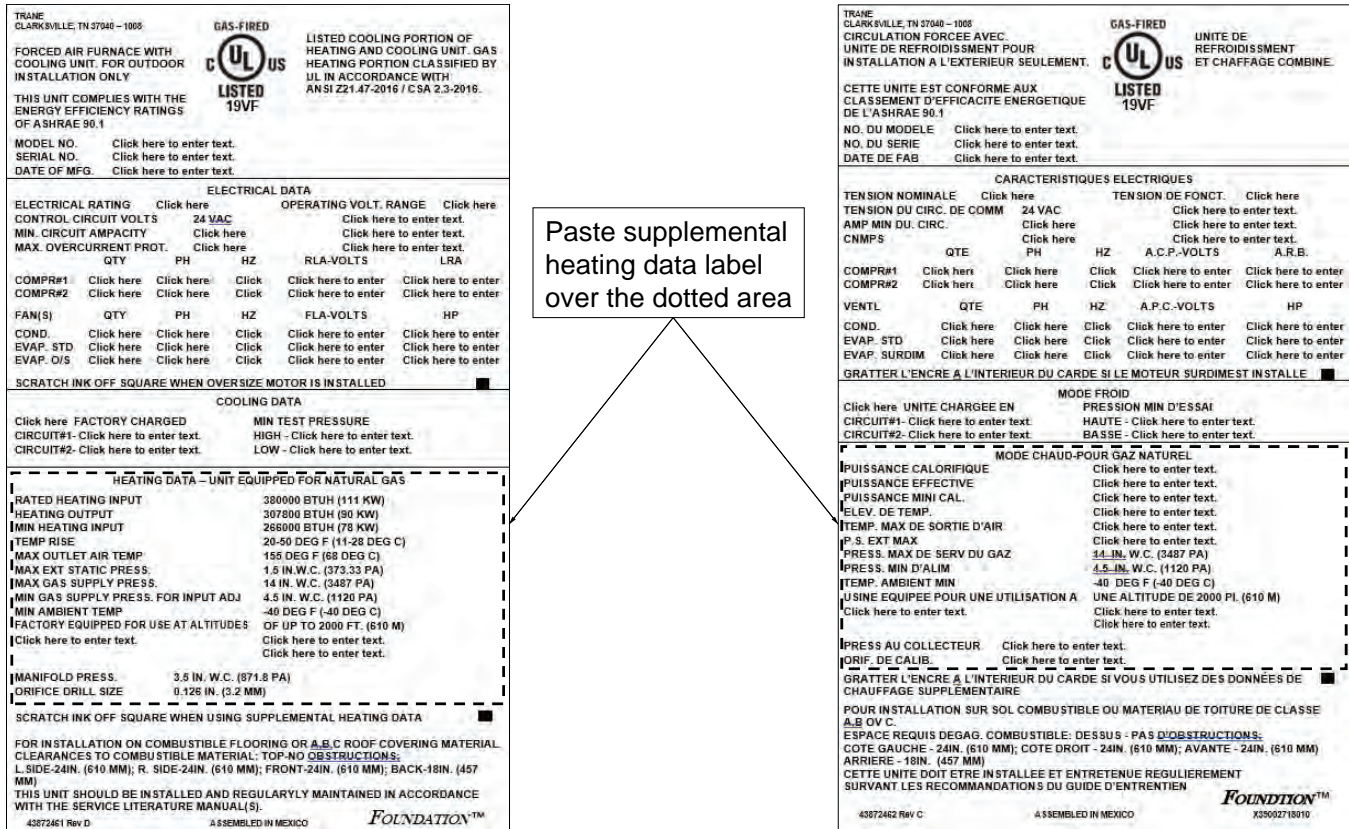 TRANE
CLARKSVILLE, TN 37040 – 1008
FORCED AIR FURNACE WITH
COOLING UNIT. FOR OUTDOOR
INSTALLATION ONLY
THIS UNIT COMPLIES WITH THE
ENERGY EFFICIENCY RATINGS
OF ASHRAE 90.1
GAS-FIRED
C UL US
LISTED
19VF
LISTED COOLING PORTION OF
HEATING AND COOLING UNIT. GAS
HEATING PORTION CLASSIFIED BY
UL IN ACCORDANCE WITH
ANSI Z21.47-2016 / CSA 2.3-2016.
MODEL NO. Click here to enter text.
SERIAL NO. Click here to enter text.
DATE OF MFG. Click here to enter text.
ELECTRICAL DATA
ELECTRICAL RATING Click here OPERATING VOLT. RANGE Click here
CONTROL CIRCUIT VOLTS 24 VAC Click here to enter text.
MIN. CIRCUIT AMPACITY Click here Click here to enter text.
MAX. OVERCURRENT PROT. Click here Click here to enter text.
QTY PH HZ RLA-VOLTS LRA
COMPR#1 Click here Click here Click Click here to enter Click here to enter
COMPR#2 Click here Click here Click Click here to enter Click here to enter
FAN(S) QTY PH HZ FLA-VOLTS HP
COND. Click here Click here Click Click here to enter Click here to enter
EVAP. STD Click here Click here Click Click here to enter Click here to enter
EVAP. O/S Click here Click here Click Click here to enter Click here to enter
SCRATCH INK OFF SQUARE WHEN OVERSIZE MOTOR IS INSTALLED
COOLING DATA
Click here FACTORY CHARGED MIN TEST PRESSURE
CIRCUIT#1- Click here to enter text. HIGH - Click here to enter text.
CIRCUIT#2- Click here to enter text. LOW - Click here to enter text.
HEATING DATA – UNIT EQUIPPED FOR NATURAL GAS
RATED HEATING INPUT 380000 BTUH (111 KW)
HEATING OUTPUT 307800 BTUH (90 KW)
MIN HEATING INPUT 266000 BTUH (78 KW)
TEMP RISE 20-50 DEG F (11-28 DEG C)
MAX OUTLET AIR TEMP 155 DEG F (68 DEG C)
MAX EXT STATIC PRESS. 1.5 IN.W.C. (373.33 PA)
MAX GAS SUPPLY PRESS. 14 IN. W.C. (3487 PA)
MIN GAS SUPPLY PRESS. FOR INPUT ADJ 4.5 IN. W.C. (1120 PA)
MIN AMBIENT TEMP -40 DEG F (-40 DEG C)
FACTORY EQUIPPED FOR USE AT ALTITUDES OF UP TO 2000 FT. (610 M)
Click here to enter text. Click here to enter text.
Click here to enter text.
MANIFOLD PRESS. 3.5 IN. W.C. (871.8 PA)
ORIFICE DRILL SIZE 0.126 IN. (3.2 MM)
SCRATCH INK OFF SQUARE WHEN USING SUPPLEMENTAL HEATING DATA
FOR INSTALLATION ON COMBUSTIBLE FLOORING OR A,B,C ROOF COVERING MATERIAL
CLEARANCES TO COMBUSTIBLE MATERIAL: TOP-NO OBSTRUCTIONS;
L.SIDE-24IN. (610 MM); R. SIDE-24IN. (610 MM); FRONT-24IN. (610 MM); BACK-18IN. (457
MM)
THIS UNIT SHOULD BE INSTALLED AND REGULARYLY MAINTAINED IN ACCORDANCE
WITH THE SERVICE LITERATURE MANUAL(S).
43872461 Rev D ASSEMBLED IN MEXICO FOUNDATION™
Paste supplemental
heating data label
over the dotted area
TRANE
CLARKSVILLE, TN 37040 – 1008
CIRCULATION FORCEE AVEC.
UNITE DE REFROIDISSMENT POUR
INSTALLATION A L'EXTERIEUR SEULEMENT.
CETTE UNITE EST CONFORME AUX
CLASSEMENT D'EFFICACITE ENERGETIQUE
DE L'ASHRAE 90.1
GAS-FIRED
C UL US
LISTED
19VF
UNITE DE
REFROIDISSMENT
ET CHAFFAGE COMBINE.
NO. DU MODELE Click here to enter text.
NO. DU SERIE Click here to enter text.
DATE DE FAB Click here to enter text.
CARACTERISTIQUES ELECTRIQUES
TENSION NOMINALE Click here TENSION DE FONCT. Click here
TENSION DU CIRC. DE COMM 24 VAC Click here to enter text.
AMP MIN DU. CIRC. Click here Click here to enter text.
CNMPS Click here Click here to enter text.
QTE PH HZ A.C.P.-VOLTS A.R.B.
COMPR#1 Click here Click here Click Click here to enter Click here to enter
COMPR#2 Click here Click here Click Click here to enter Click here to enter
VENTL QTE PH HZ A.P.C.-VOLTS HP
COND. Click here Click here Click Click here to enter Click here to enter
EVAP. STD Click here Click here Click Click here to enter Click here to enter
EVAP. SURDIM Click here Click here Click Click here to enter Click here to enter
GRATTER L'ENCRE A L'INTERIEUR DU CARDE SI LE MOTEUR SURDIMEST INSTALLE
MODE FROID
Click here UNITE CHARGEE EN PRESSION MIN D'ESSAI
CIRCUIT#1- Click here to enter text. HAUTE - Click here to enter text.
CIRCUIT#2- Click here to enter text. BASSE - Click here to enter text.
MODE CHAUD-POUR GAZ NATUREL
PUISSANCE CALORIFIQUE Click here to enter text.
PUISSANCE EFFECTIVE Click here to enter text.
PUISSANCE MINI CAL. Click here to enter text.
ELEV. DE TEMP. Click here to enter text.
TEMP. MAX DE SORTIE D'AIR Click here to enter text.
P.S. EXT MAX Click here to enter text.
PRESS. MAX DE SERV DU GAZ 14 IN. W.C. (3487 PA)
PRESS. MIN D'ALIM 4.5 IN. W.C. (1120 PA)
TEMP. AMBIENT MIN -40 DEG F (-40 DEG C)
USINE EQUIPEE POUR UNE UTILISATION A UNE ALTITUDE DE 2000 PI. (610 M)
Click here to enter text. Click here to enter text.
Click here to enter text.
PRESS AU COLLECTEUR Click here to enter text.
ORIF. DE CALIB. Click here to enter text.
GRATTER L'ENCRE A L'INTERIEUR DU CARDE SI VOUS UTILISEZ DES DONNÉES DE
CHAUFFAGE SUPPLÉMENTAIRE
POUR INSTALLATION SUR SOL COMBUSTIBLE OU MATERIAU DE TOITURE DE CLASSE
A,B OV C.
ESPACE REQUIS DEGAG. COMBUSTIBLE: DESSUS - PAS D'OBSTRUCTIONS;
COTE GAUCHE - 24IN. (610 MM); COTE DROIT - 24IN. (610 MM); AVANTE - 24IN. (610 MM)
ARRIERE - 18IN. (457 MM)
CETTE UNITE DOIT ETRE INSTALLEE ET ENTRETENUE REGULIEREMENT
SURVANT LES RECOMMANDATIONS DU GUIDE D'ENTRETIEN
FOUNDTION™
43872462 Rev C ASSEMBLED IN MEXICO X39002718010